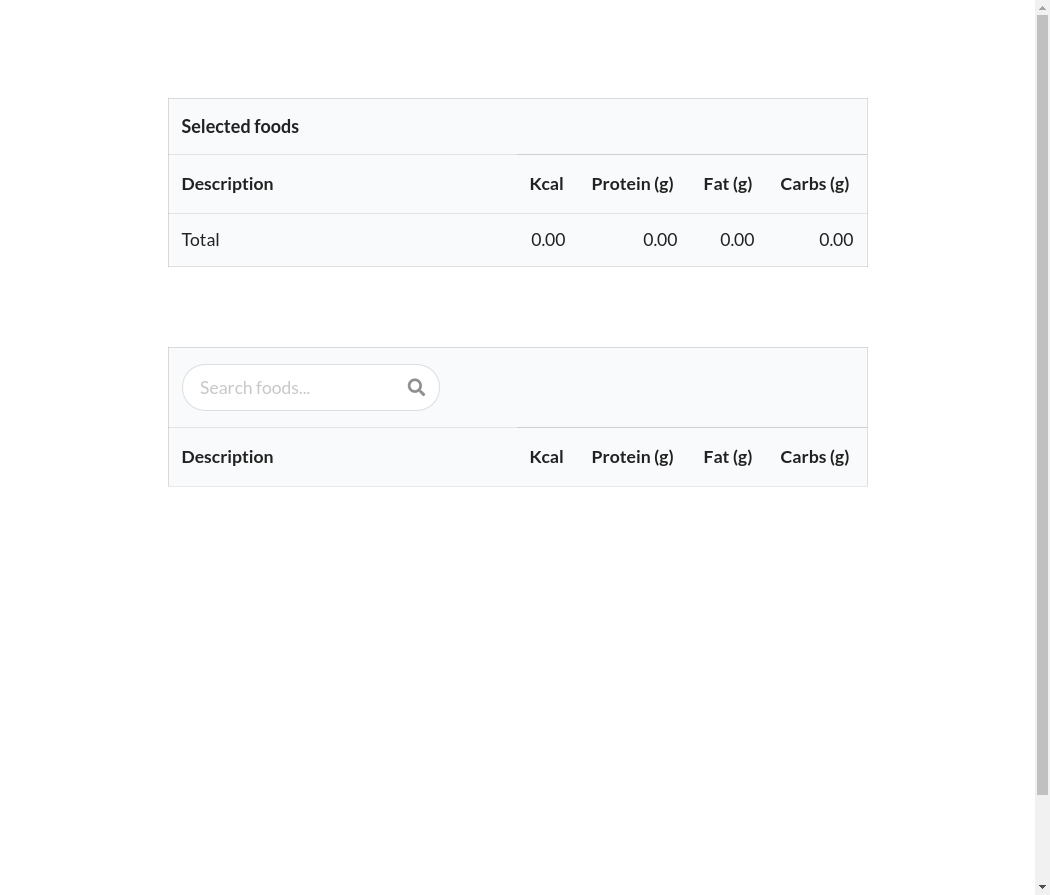 Selected foods
Description Kcal Protein (g) Fat (g) Carbs (g)
Total 0.00 0.00 0.00 0.00
Search foods...
Description Kcal Protein (g) Fat (g) Carbs (g)